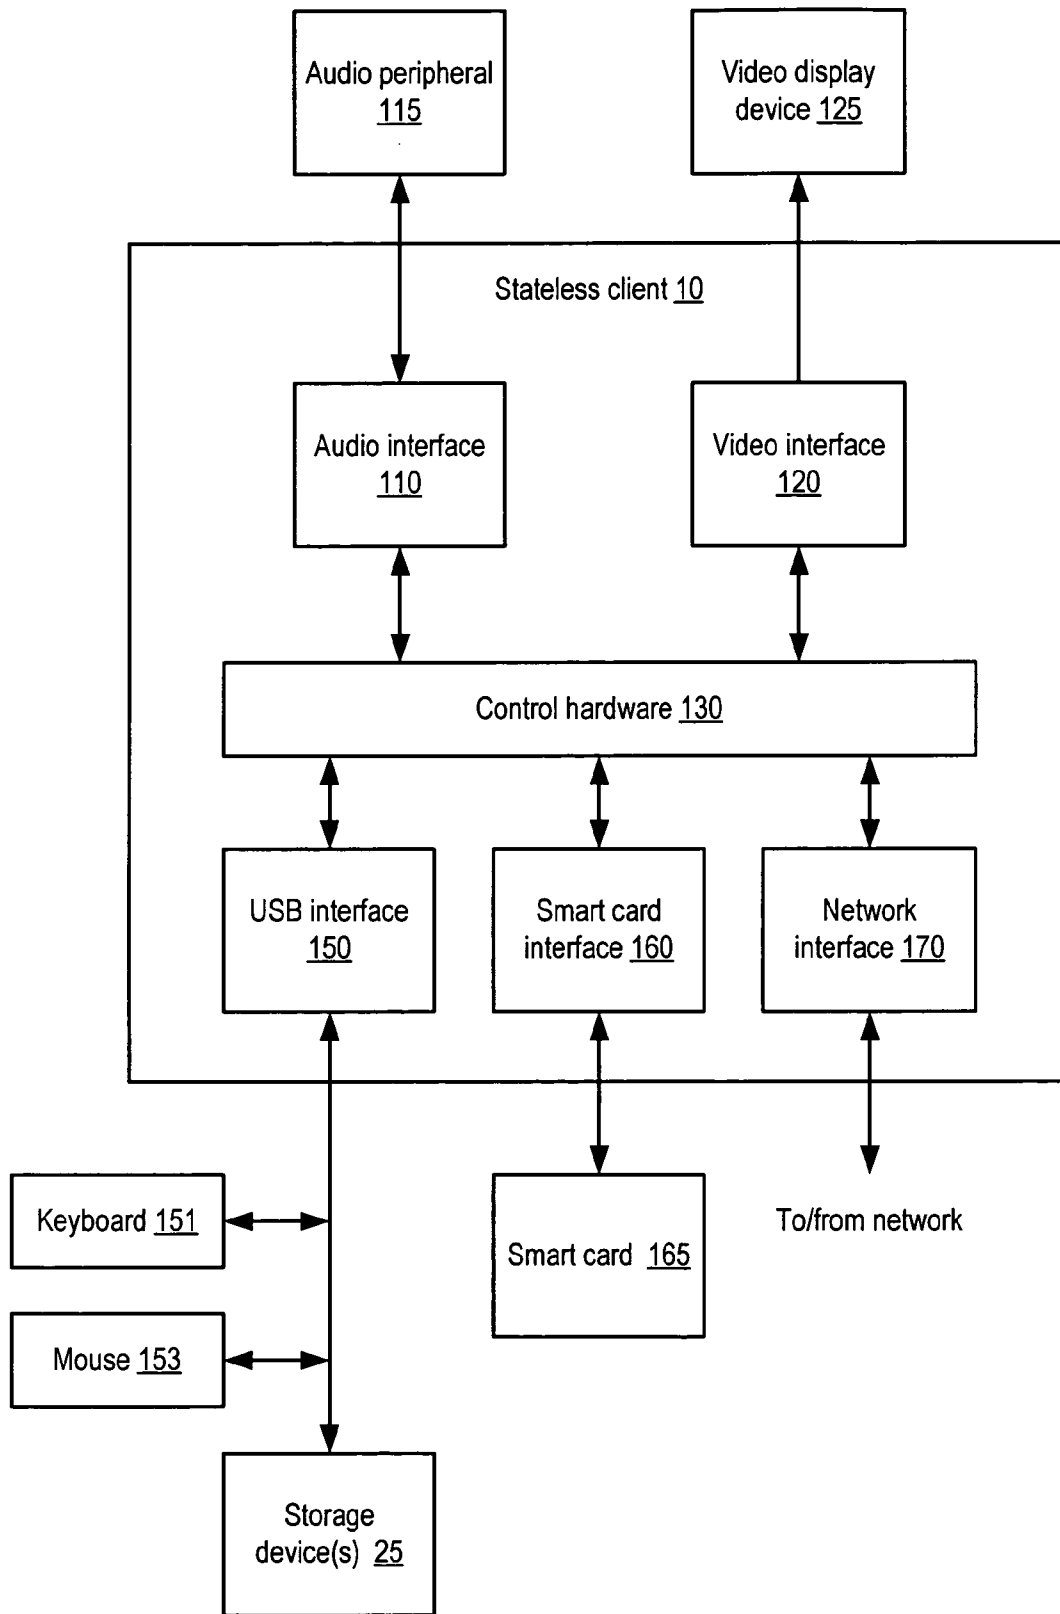 Audio peripheral
115
Video display
device 125
Stateless client 10
Audio interface
110
Video interface
120
Control hardware 130
USB interface
150
Smart card
interface 160
Network
interface 170
Keyboard 151
Smart card 165
To/from network
Mouse 153
Storage
device(s) 25